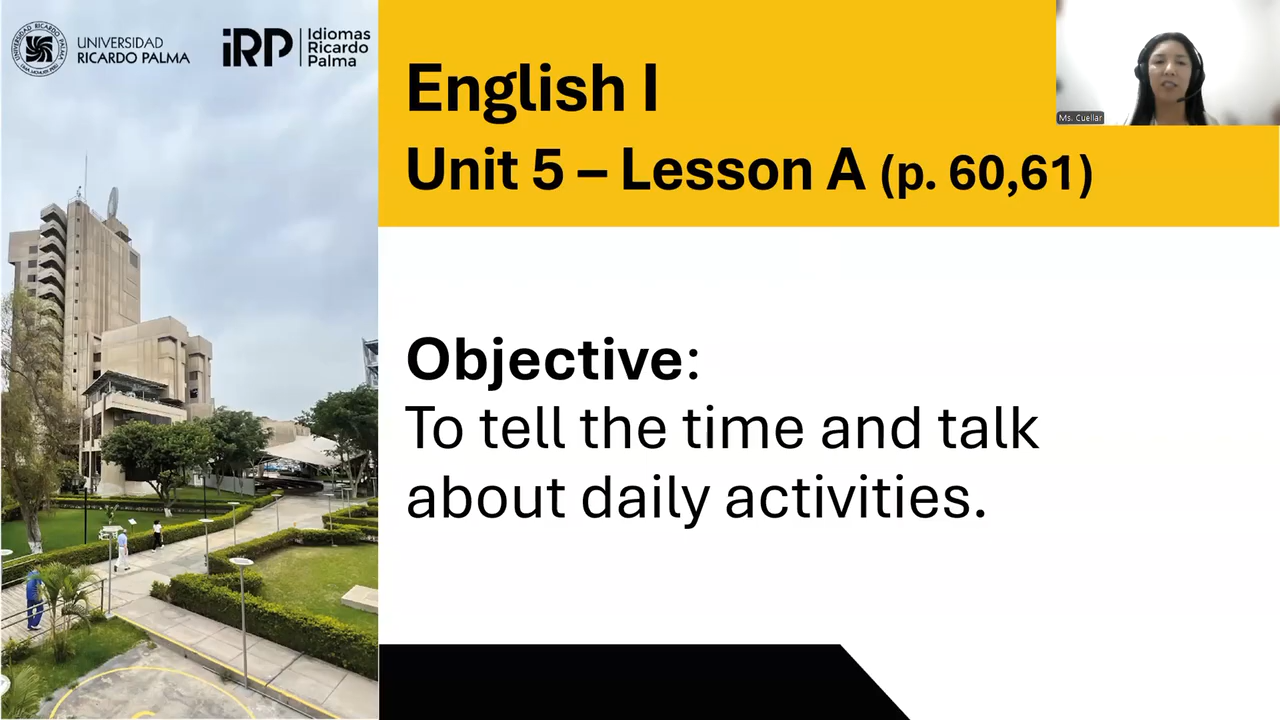 UNIVERSIDAD
RICARDO PALMA
iRP
Idiomas
Ricardo
Palma
English I
Unit 5 – Lesson A (p. 60,61)
Ms. Cuellar
Objective:
To tell the time and talk
about daily activities.